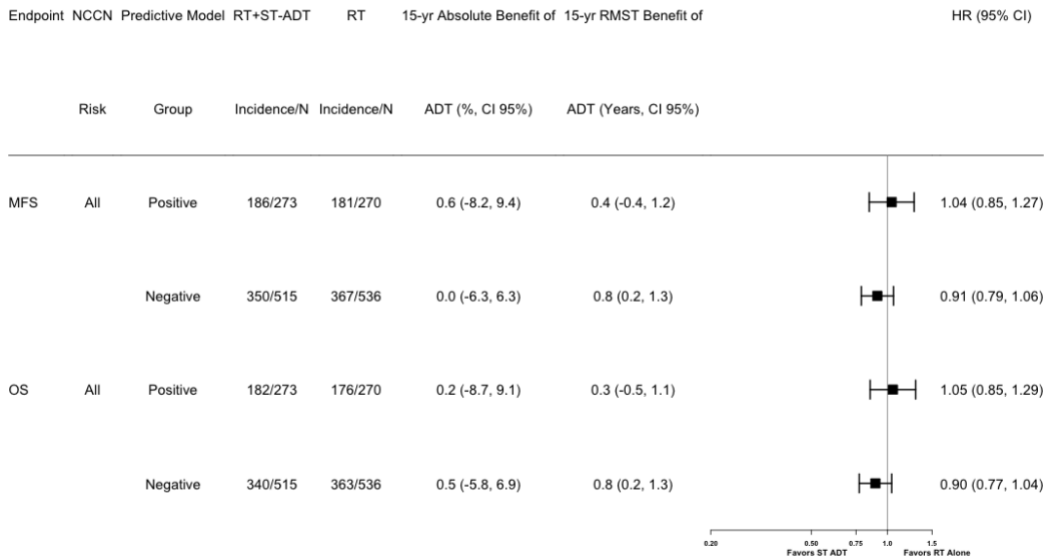 Endpoint NCCN Predictive Model RT+ST-ADT RT 15-yr Absolute Benefit of 15-yr RMST Benefit of HR (95% CI)
Risk Group Incidence/N Incidence/N ADT (%, CI 95%) ADT (Years, CI 95%)
MFS All Positive 186/273 181/270 0.6 (-8.2, 9.4) 0.4 (-0.4, 1.2) 1.04 (0.85, 1.27)
Negative 350/515 367/536 0.0 (-6.3, 6.3) 0.8 (0.2, 1.3) 0.91 (0.79, 1.06)
OS All Positive 182/273 176/270 0.2 (-8.7, 9.1) 0.3 (-0.5, 1.1) 1.05 (0.85, 1.29)
Negative 340/515 363/536 0.5 (-5.8, 6.9) 0.8 (0.2, 1.3) 0.90 (0.77, 1.04)
0.20 0.50 0.75 1.0 1.5
Favors ST ADT Favors RT Alone